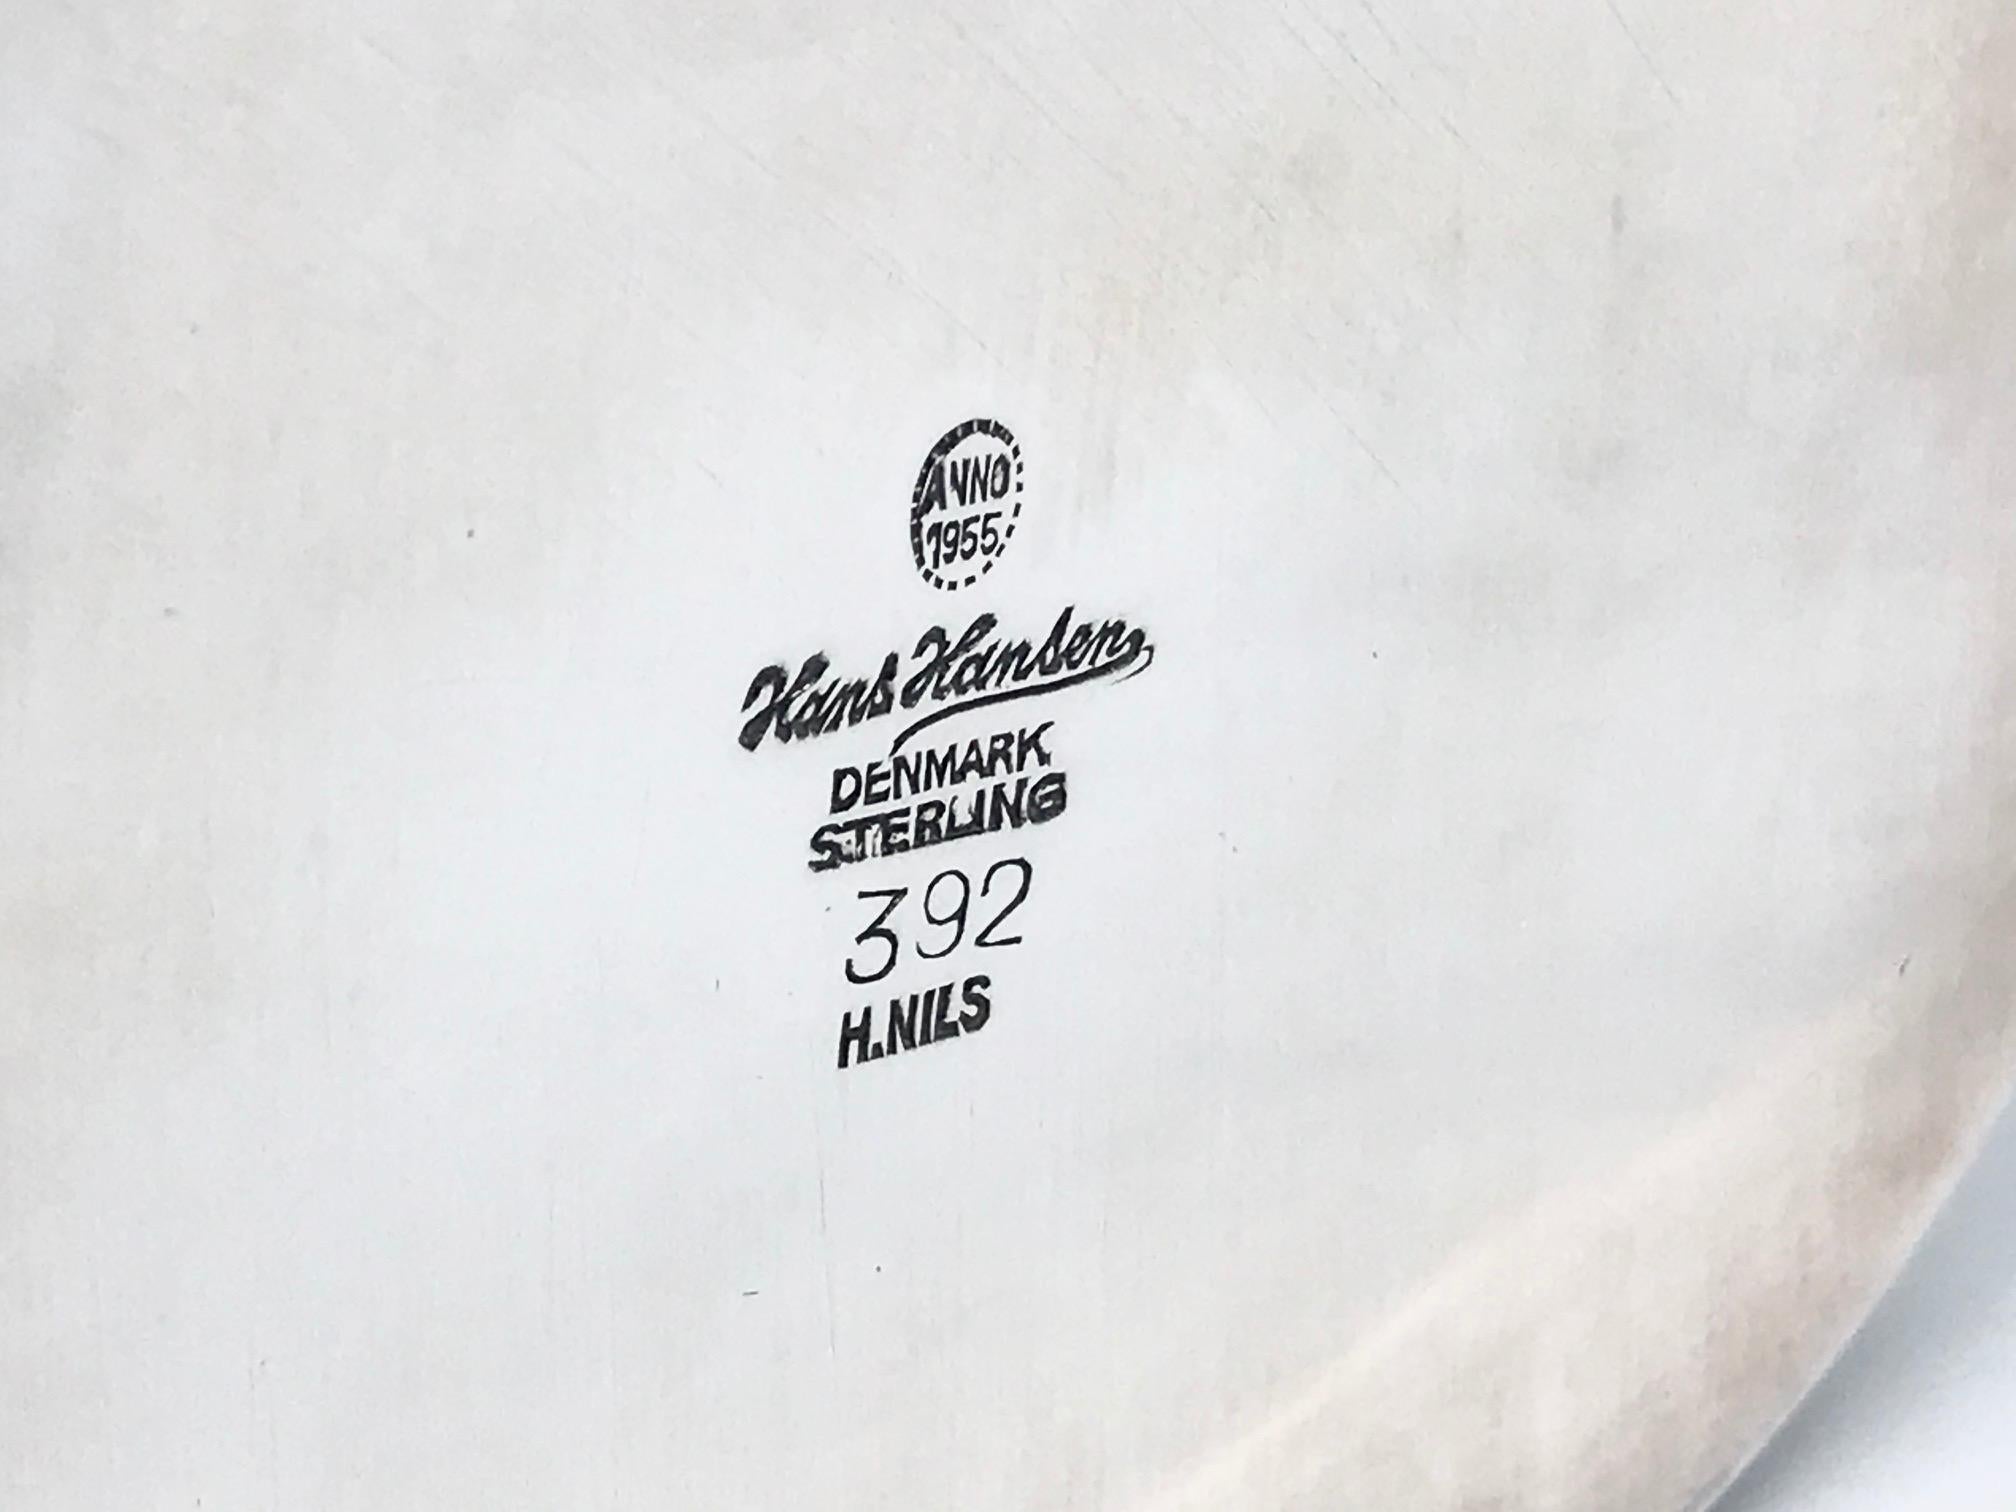 ANNO
1955
Hans Hansen
DENMARK
STERLING
392
H.NILS